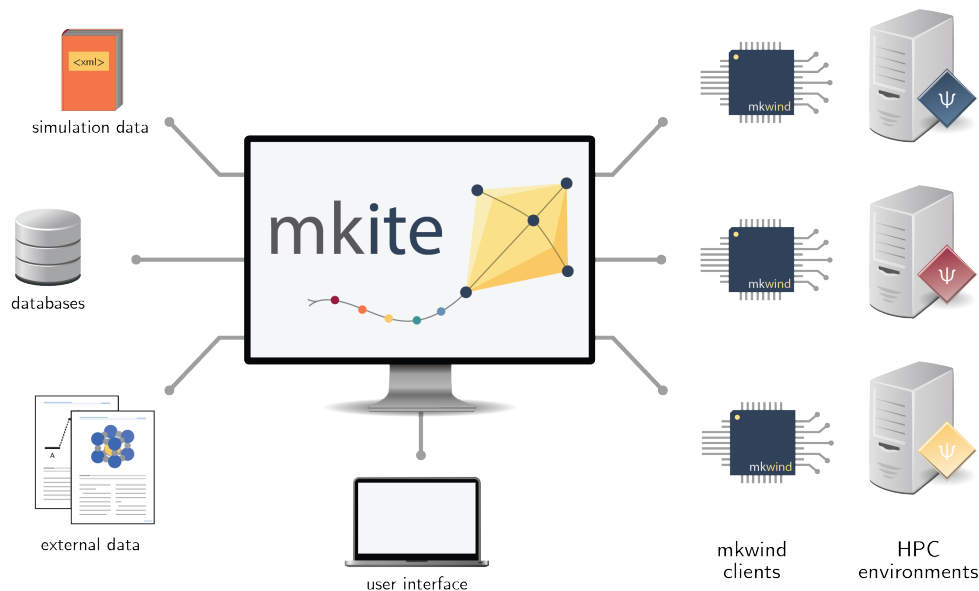 <xml>
simulation data
databases
A
external data
mkite
user interface
mkwind
mkwind
mkwind
mkwind
clients
ψ
ψ
ψ
HPC
environments